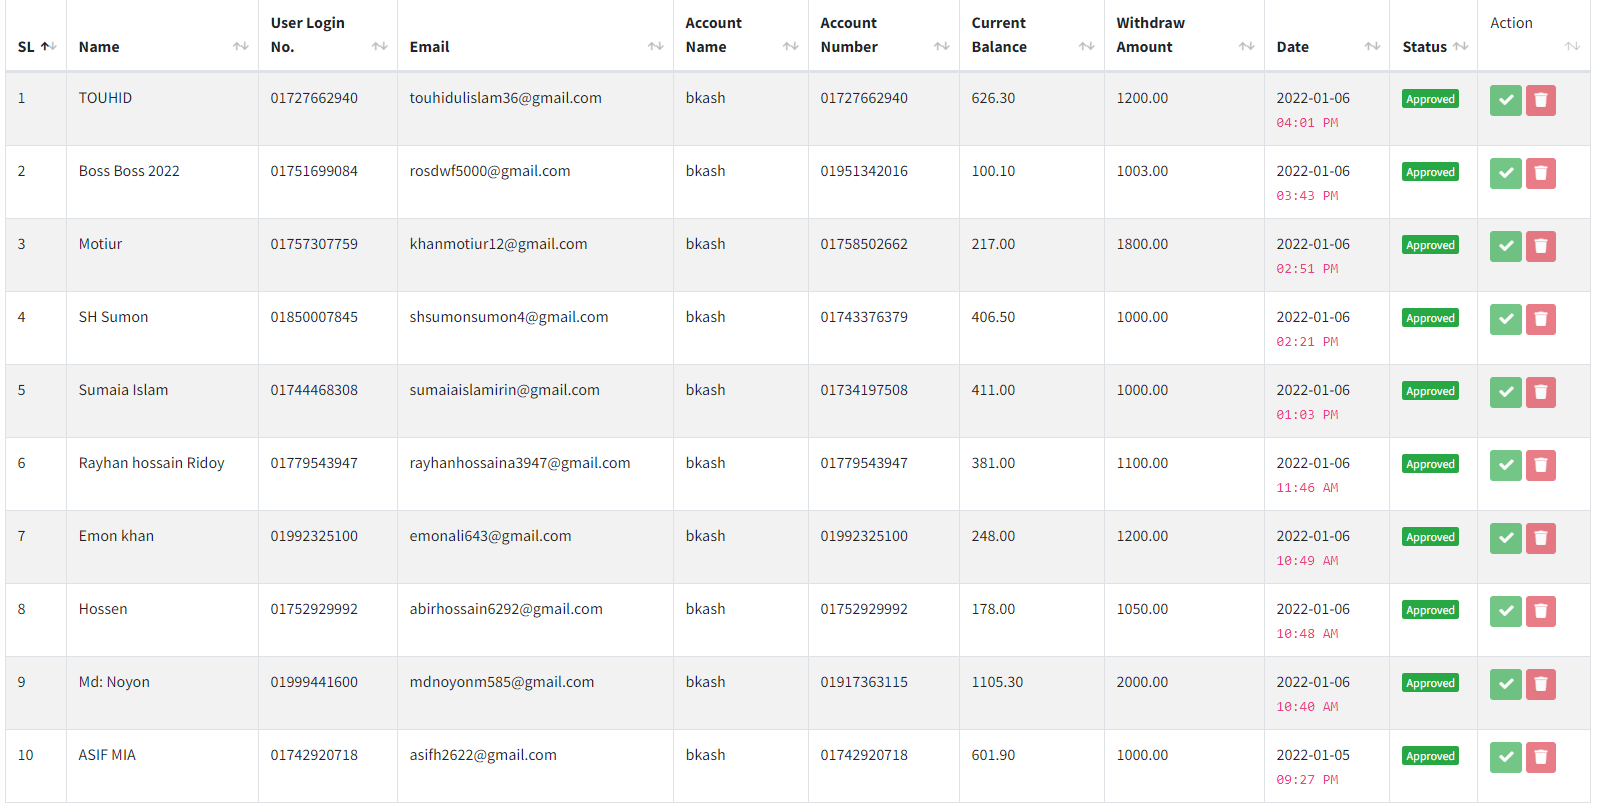 SL Name User Login No. Email Account Name Account Number Current Balance Withdraw Amount Date Status Action
1 TOUHID 01727662940 touhidulislam36@gmail.com bkash 01727662940 626.30 1200.00 2022-01-06 Approved
04:01 PM
2 Boss Boss 2022 01751699084 rosdwf5000@gmail.com bkash 01951342016 100.10 1003.00 2022-01-06 Approved
03:43 PM
3 Motiur 01757307759 khanmotiur12@gmail.com bkash 01758502662 217.00 1800.00 2022-01-06 Approved
02:51 PM
4 SH Sumon 01850007845 shsumonsumon4@gmail.com bkash 01743376379 406.50 1000.00 2022-01-06 Approved
02:21 PM
5 Sumaia Islam 01744468308 sumaiaislamirin@gmail.com bkash 01734197508 411.00 1000.00 2022-01-06 Approved
01:03 PM
6 Rayhan hossain Ridoy 01779543947 rayhanhossaina3947@gmail.com bkash 01779543947 381.00 1100.00 2022-01-06 Approved
11:46 AM
7 Emon khan 01992325100 emonali643@gmail.com bkash 01992325100 248.00 1200.00 2022-01-06 Approved
10:49 AM
8 Hossen 01752929992 abirhossain6292@gmail.com bkash 01752929992 178.00 1050.00 2022-01-06 Approved
10:48 AM
9 Md: Noyon 01999441600 mdnoyonm585@gmail.com bkash 01917363115 1105.30 2000.00 2022-01-06 Approved
10:40 AM
10 ASIF MIA 01742920718 asifh2622@gmail.com bkash 01742920718 601.90 1000.00 2022-01-05 Approved
09:27 PM